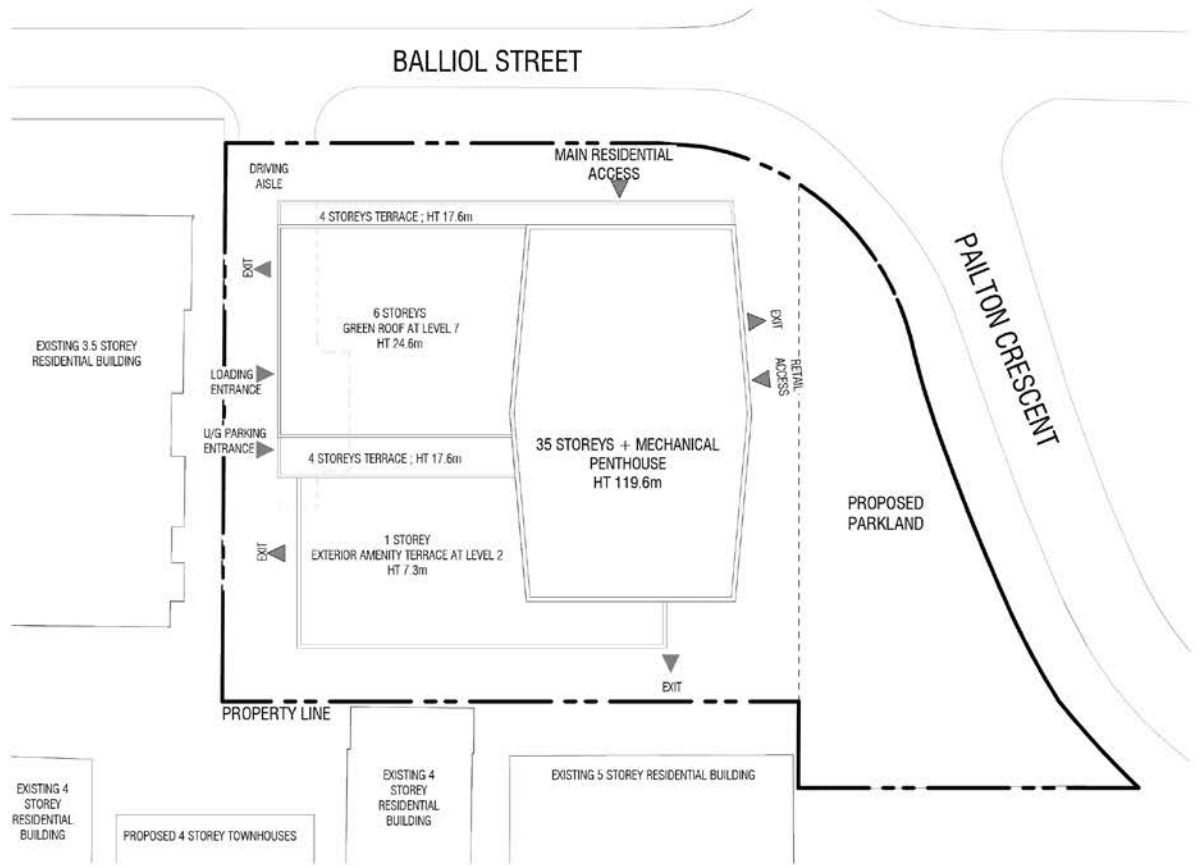 BALLIOL STREET
MAIN RESIDENTIAL
ACCESS
DRIVING
AISLE
4 STOREYS TERRACE ; HT 17.6m
EXIT
6 STOREYS
GREEN ROOF AT LEVEL 7
HT 24.6m
EXIT
PAILTON CRESCENT
EXISTING 3.5 STOREY
RESIDENTIAL BUILDING
LOADING
ENTRANCE
RETAIL
ACCESS
U/G PARKING
ENTRANCE
4 STOREYS TERRACE ; HT 17.6m
35 STOREYS + MECHANICAL
PENTHOUSE
HT 119.6m
PROPOSED
PARKLAND
EXIT
1 STOREY
EXTERIOR AMENITY TERRACE AT LEVEL 2
HT 7.3m
EXIT
PROPERTY LINE
EXISTING 4
STOREY
RESIDENTIAL
BUILDING
PROPOSED 4 STOREY TOWNHOUSES
EXISTING 4
STOREY
RESIDENTIAL
BUILDING
EXISTING 5 STOREY RESIDENTIAL BUILDING